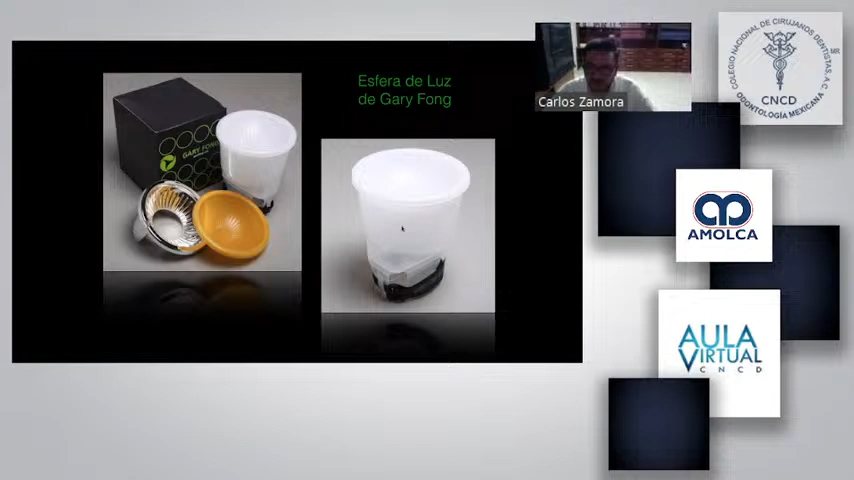 Esfera de Luz
de Gary Fong
GARY FONG
Carlos Zamora
COLEGIO NACIONAL DE CIRUJANOS DENTISTAS, A.C.
MR
CNCD
ODONTOLOGÍA MEXICANA
AMOLCA
AULA
VIRTUAL
CNCD